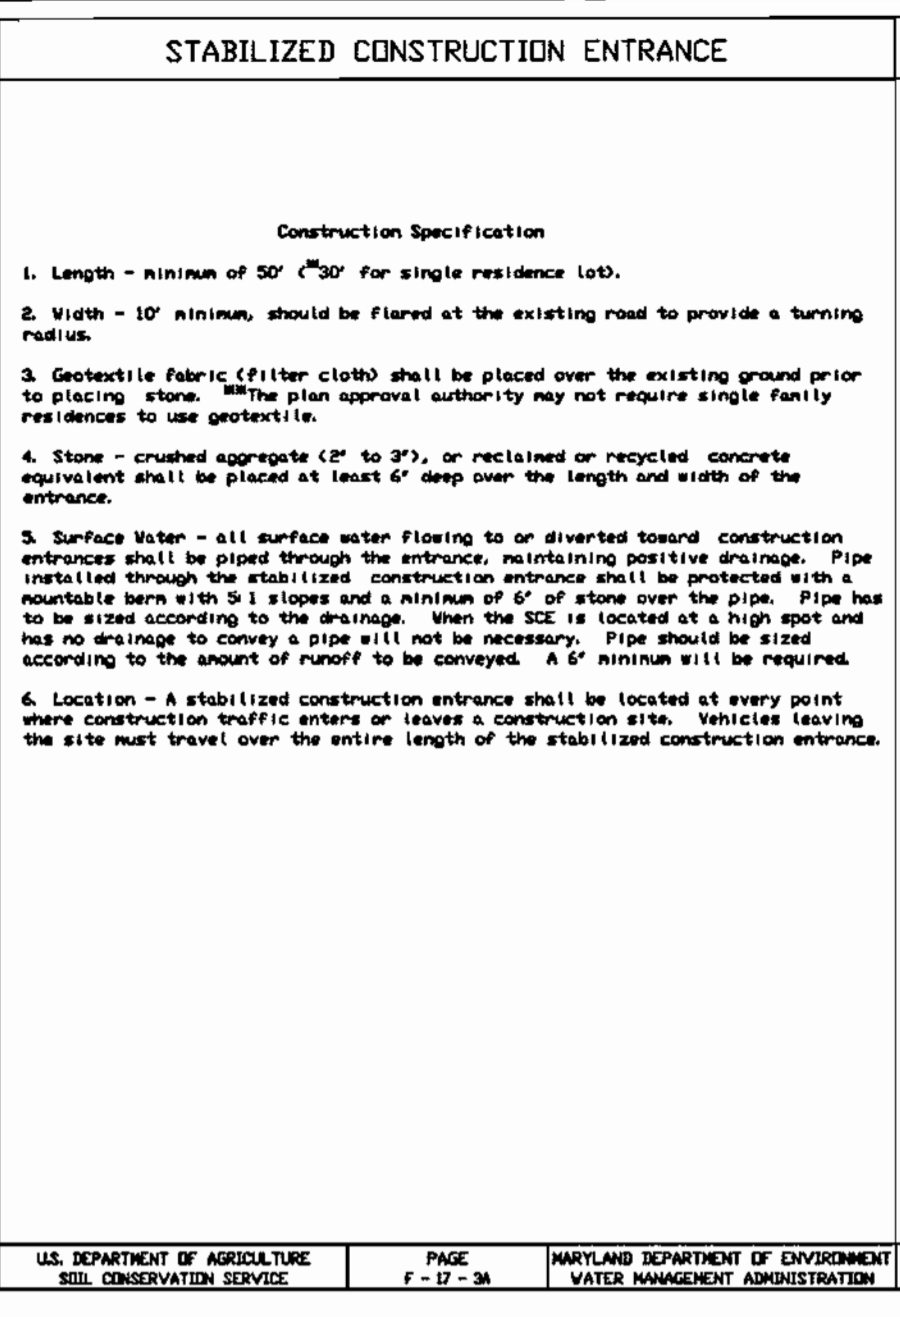 STABILIZED CONSTRUCTION ENTRANCE
Construction Specification
1. Length - minimum of 50' (*30' for single residence lot).
2. Width - 10' minimum, should be flared at the existing road to provide a turning
radius.
3. Geotextile fabric (filter cloth) shall be placed over the existing ground prior
to placing stone. **The plan approval authority may not require single family
residences to use geotextile.
4. Stone - crushed aggregate (2" to 3"), or reclaimed or recycled concrete
equivalent shall be placed at least 6" deep over the length and width of the
entrance.
5. Surface Water - all surface water flowing to or diverted toward construction
entrances shall be piped through the entrance, maintaining positive drainage. Pipe
installed through the stabilized construction entrance shall be protected with a
mountable berm with 5:1 slopes and a minimum of 6" of stone over the pipe. Pipe has
to be sized according to the drainage. When the SCE is located at a high spot and
has no drainage to convey a pipe will not be necessary. Pipe should be sized
according to the amount of runoff to be conveyed. A 6" minimum will be required.
6. Location - A stabilized construction entrance shall be located at every point
where construction traffic enters or leaves a construction site. Vehicles leaving
the site must travel over the entire length of the stabilized construction entrance.
U.S. DEPARTMENT OF AGRICULTURE
SOIL CONSERVATION SERVICE
PAGE
F - 17 - 3A
MARYLAND DEPARTMENT OF ENVIRONMENT
WATER MANAGEMENT ADMINISTRATION